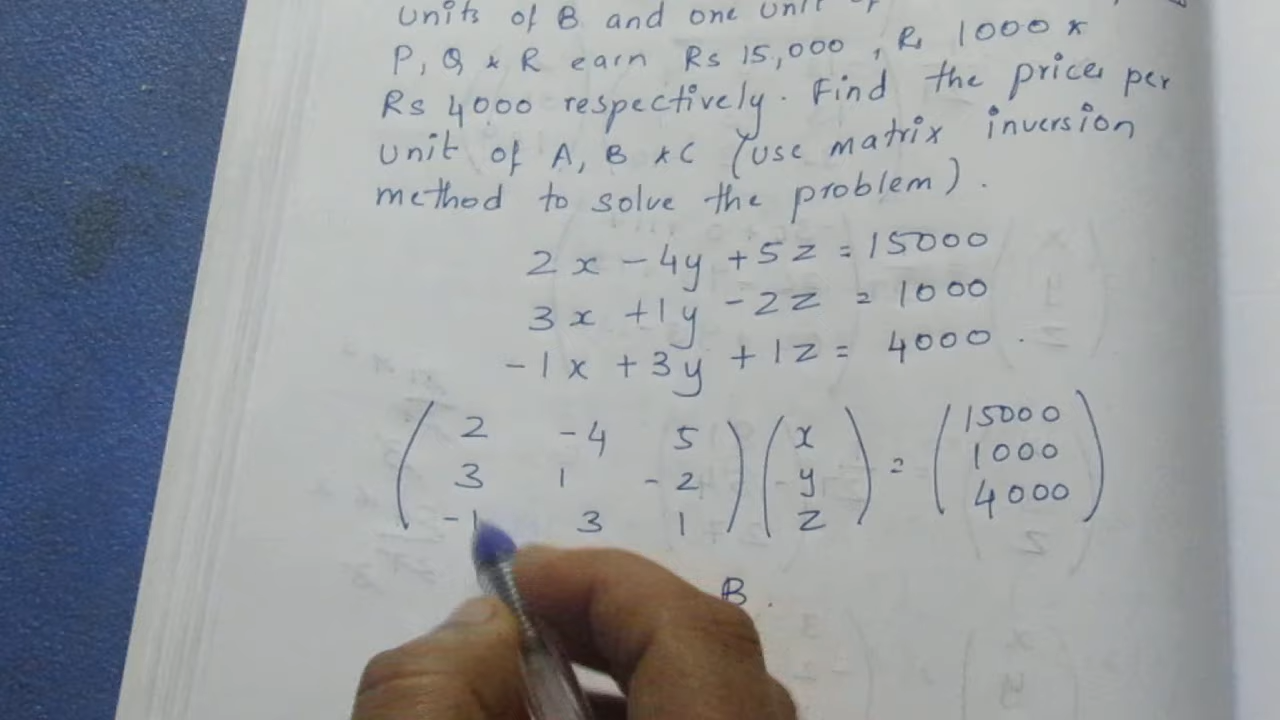 units of B and one unit of
P, Q & R earn Rs 15,000, Rs 1000 &
Rs 4000 respectively. Find the prices per
unit of A, B & C (use matrix inversion
method to solve the problem).
2x - 4y + 5z = 15000
3x + 1y - 2z = 1000
-1x + 3y + 1z = 4000.
( 2 -4 5 ) ( x ) = ( 15000 )
3 1 -2 y 1000
-1 3 1 z 4000
B.